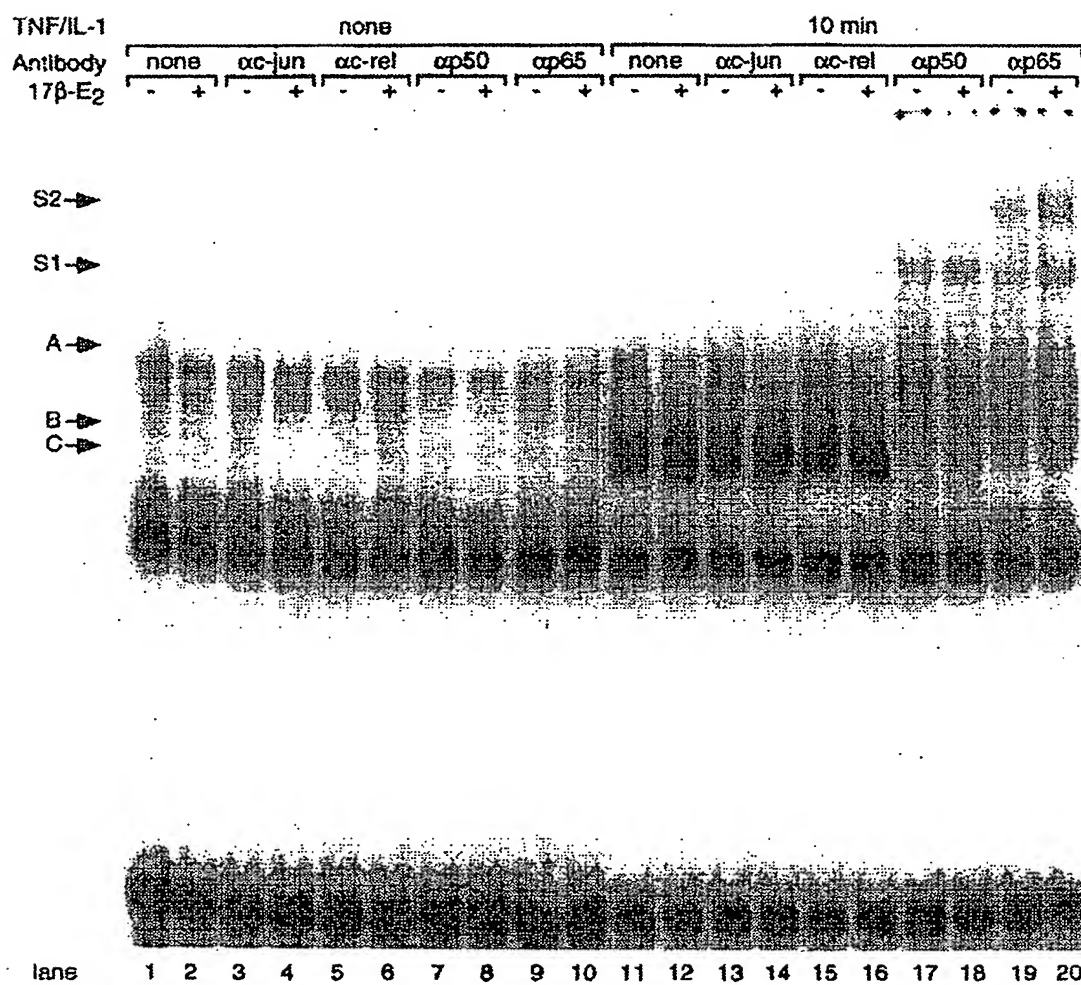 TNF/IL-1 none 10 min
Antibody none αc-jun αc-rel αp50 αp65 none αc-jun αc-rel αp50 αp65
17β-E₂ - + - + - + - + - + - + - + - + - + - +
S2
S1
A
B
C
lane 1 2 3 4 5 6 7 8 9 10 11 12 13 14 15 16 17 18 19 20